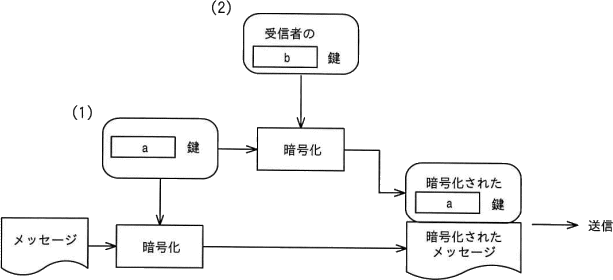 (2)
受信者の
b 鍵
(1)
a 鍵
暗号化
暗号化された
a 鍵
送信
メッセージ
暗号化
暗号化された
メッセージ